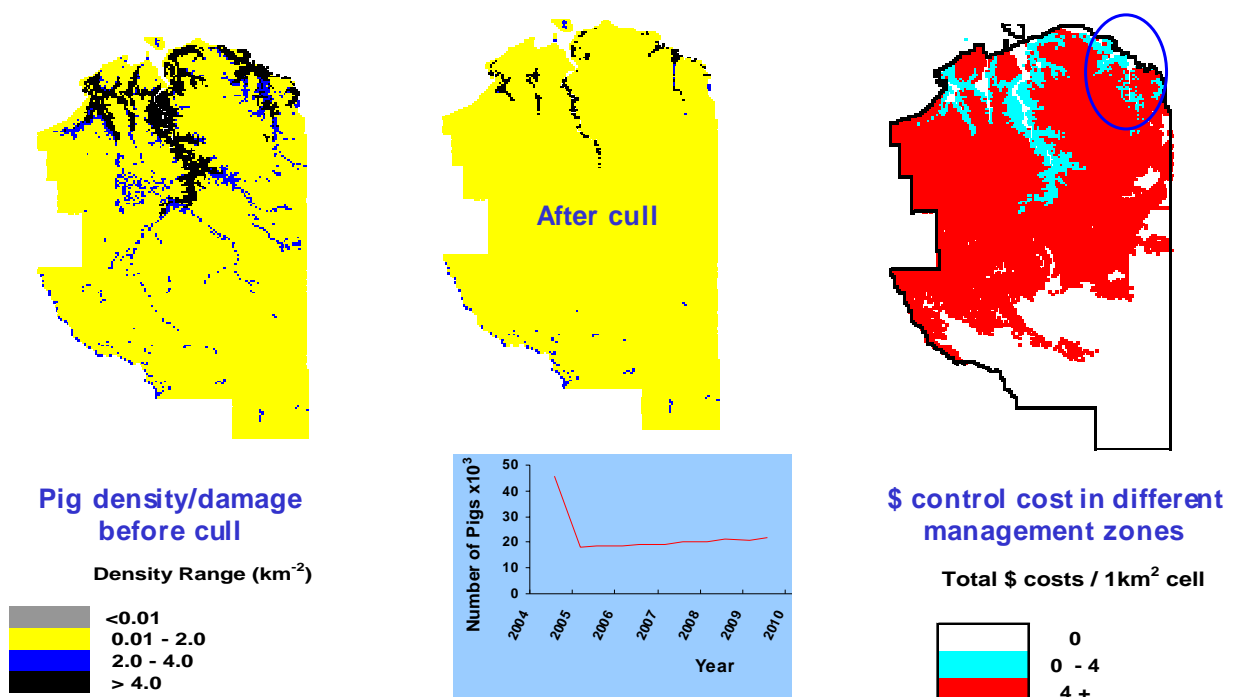 After cull
Pig density/damage
before cull
Density Range (km⁻²)
<0.01
0.01 - 2.0
2.0 - 4.0
> 4.0
Number of Pigs x10³
50
40
30
20
10
0
2004
2005
2006
2007
2008
2009
2010
Year
$ control cost in different
management zones
Total $ costs / 1km² cell
0
0 - 4
4 +